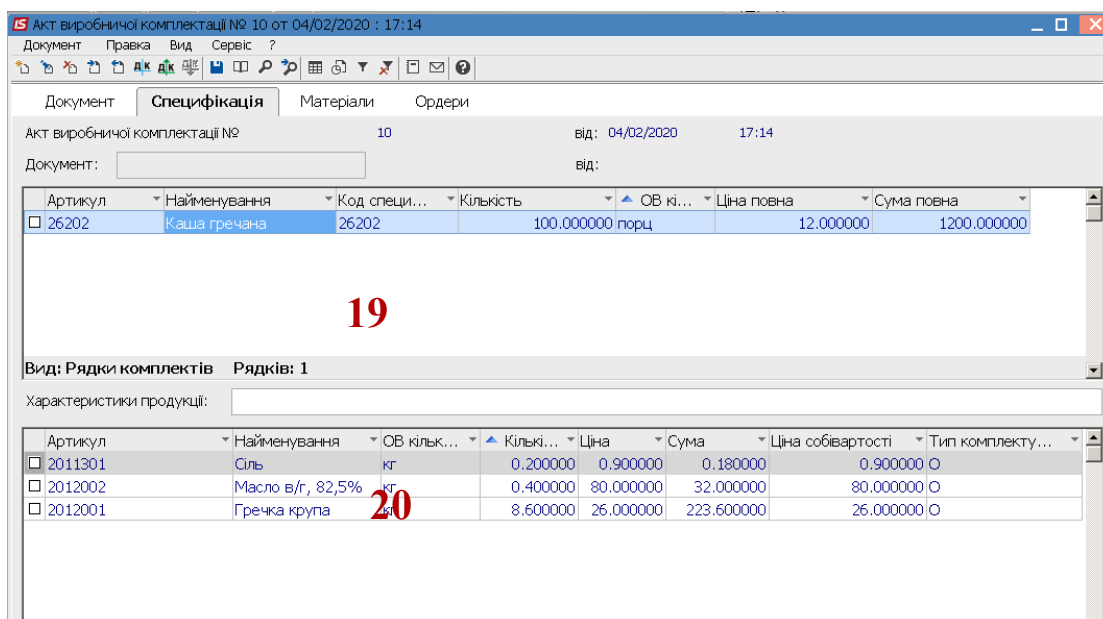 Акт виробничої комплектації № 10 от 04/02/2020 : 17:14
Документ Правка Вид Сервіс ?
Документ Специфікація Матеріали Ордери
Акт виробничої комплектації № 10 від: 04/02/2020 17:14
Документ: від:
Артикул Найменування Код специ... Кількість ОВ кі... Ціна повна Сума повна
26202 Каша гречана 26202 100.000000 порц 12.000000 1200.000000
19
Вид: Рядки комплектів Рядків: 1
Характеристики продукції:
Артикул Найменування ОВ кільк... Кількі... Ціна Сума Ціна собівартості Тип комплекту...
2011301 Сіль кг 0.200000 0.900000 0.180000 0.900000 О
2012002 Масло в/г, 82,5% кг 0.400000 80.000000 32.000000 80.000000 О
20
2012001 Гречка крупа кг 8.600000 26.000000 223.600000 26.000000 О